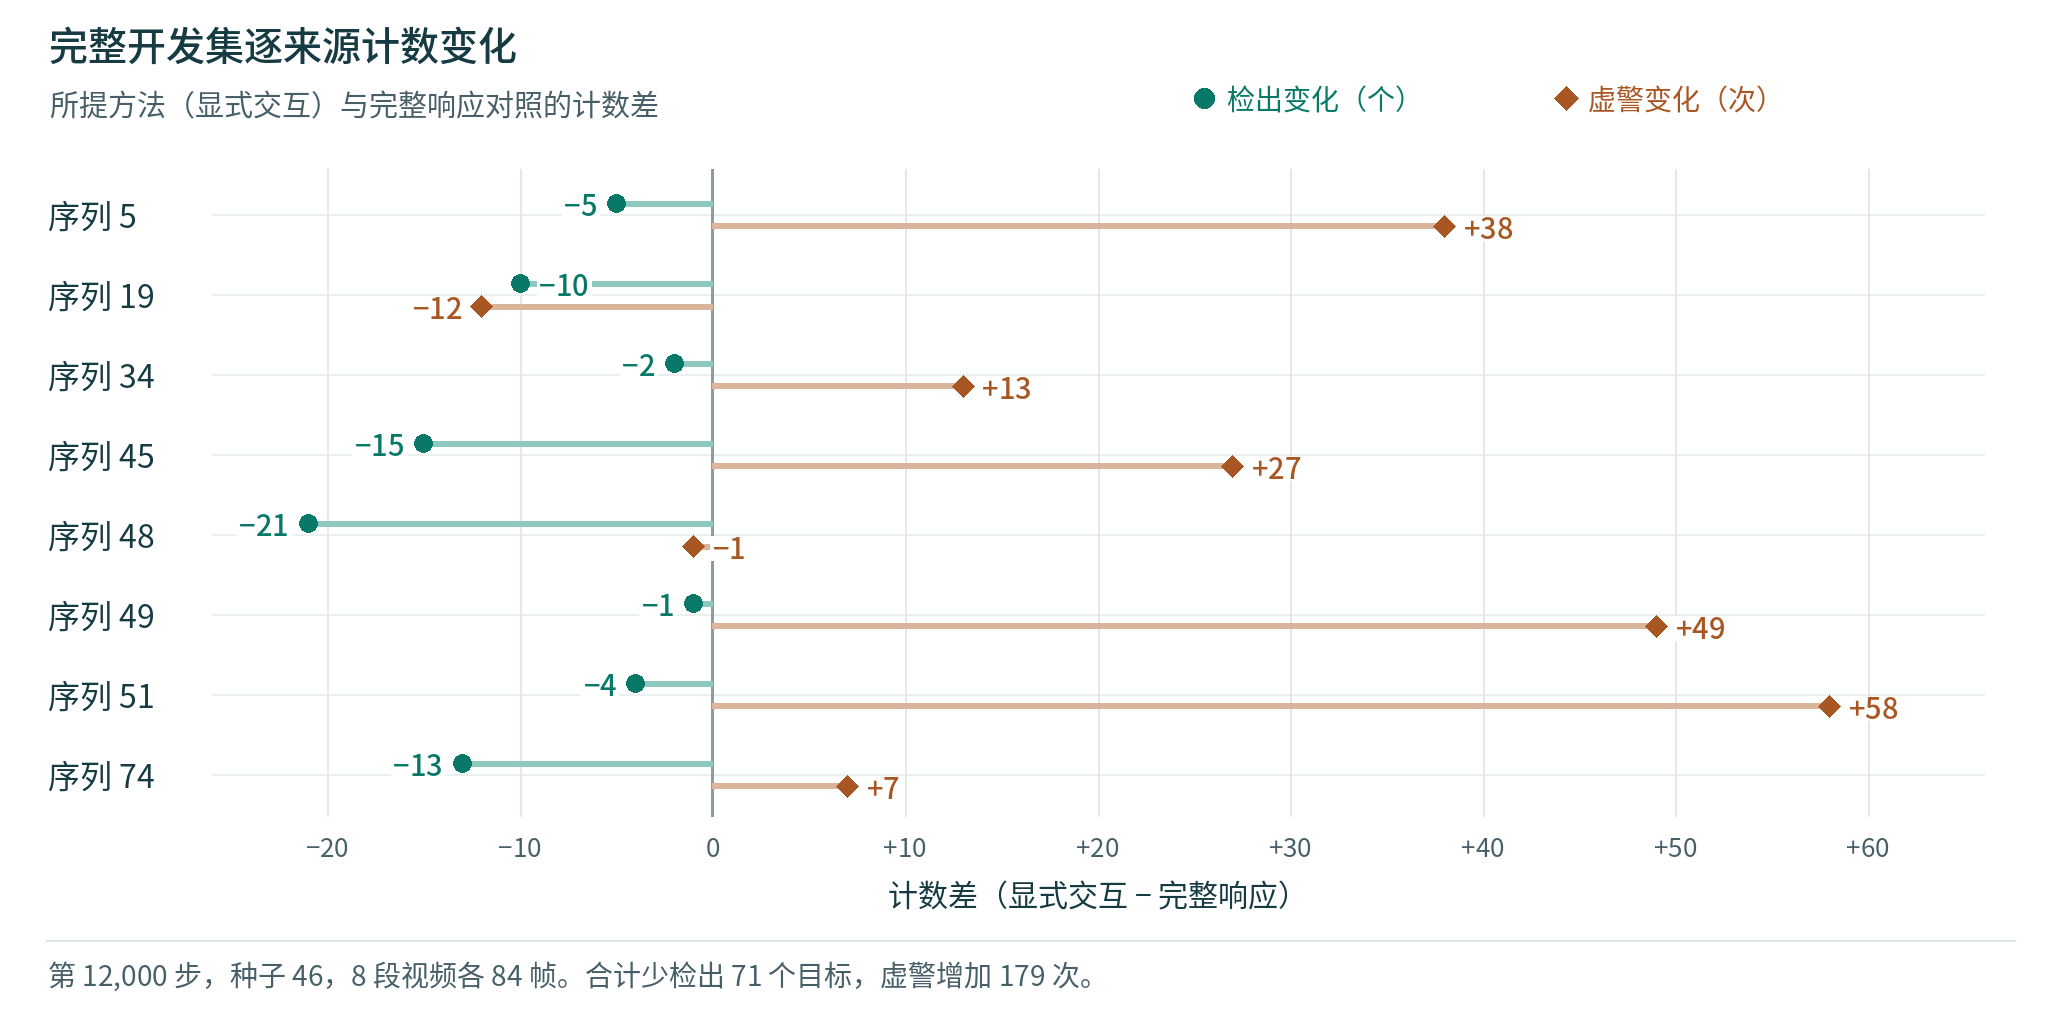 完整开发集逐来源计数变化
所提方法（显式交互）与完整响应对照的计数差
检出变化（个）
虚警变化（次）
序列 5
−5
+38
序列 19
−10
−12
序列 34
−2
+13
序列 45
−15
+27
序列 48
−21
−1
序列 49
−1
+49
序列 51
−4
+58
序列 74
−13
+7
−20 −10 0 +10 +20 +30 +40 +50 +60
计数差（显式交互 − 完整响应）
第 12,000 步，种子 46，8 段视频各 84 帧。合计少检出 71 个目标，虚警增加 179 次。